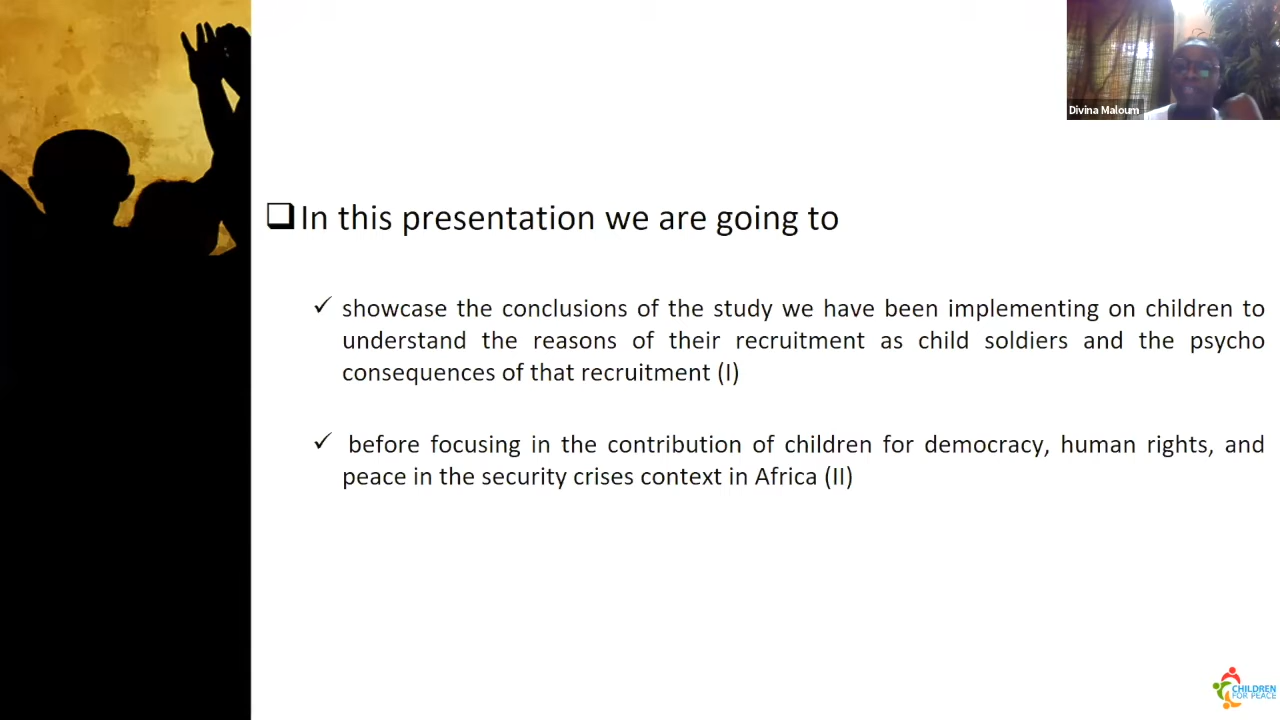 Divina Maloum
In this presentation we are going to
showcase the conclusions of the study we have been implementing on children to
understand the reasons of their recruitment as child soldiers and the psycho
consequences of that recruitment (I)
before focusing in the contribution of children for democracy, human rights, and
peace in the security crises context in Africa (II)
CHILDREN
FOR PEACE